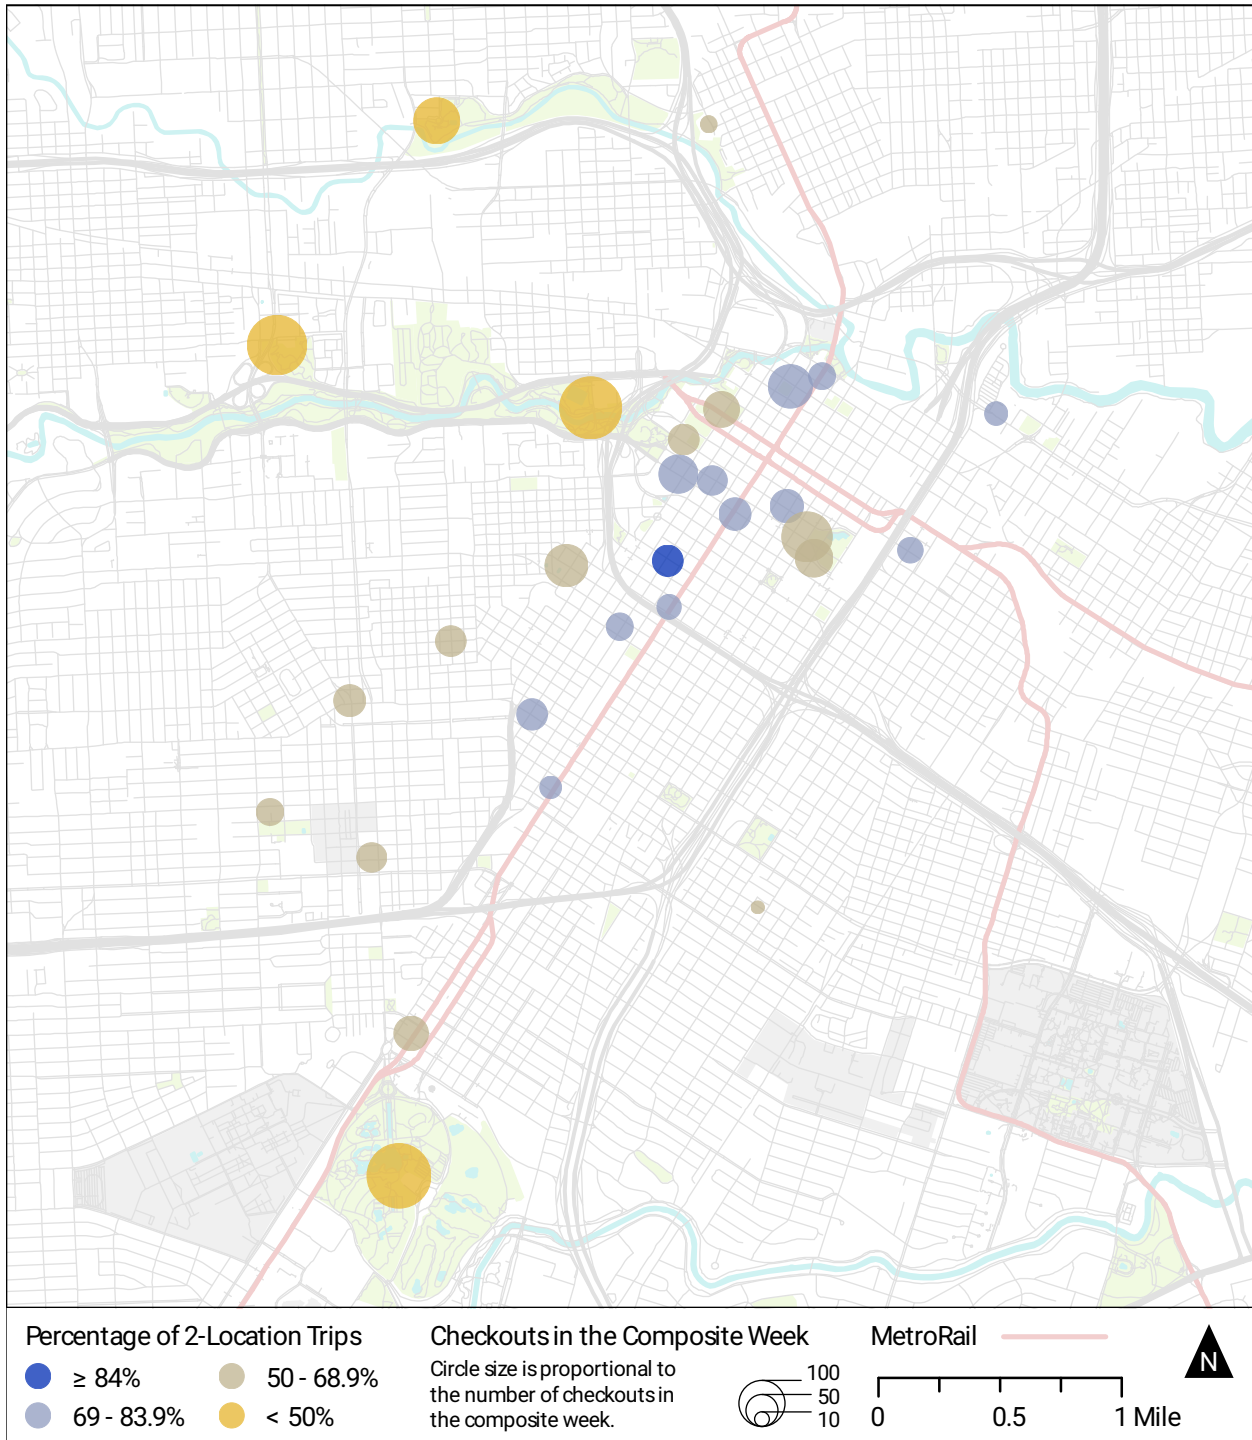 Percentage of 2-Location Trips
≥ 84%
69 - 83.9%
50 - 68.9%
< 50%
Checkouts in the Composite Week
Circle size is proportional to
the number of checkouts in
the composite week.
100
50
10
MetroRail
0 0.5 1 Mile
N